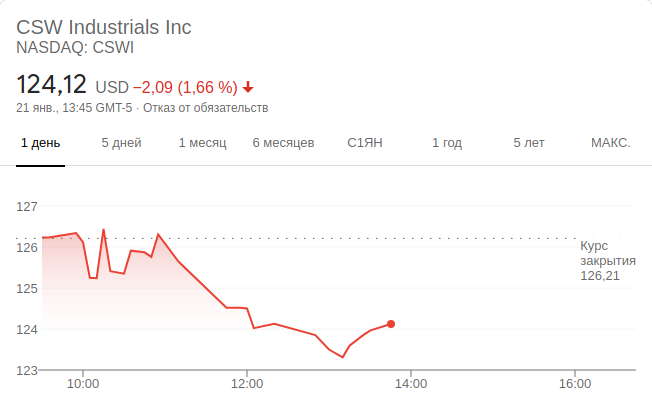 CSW Industrials Inc
NASDAQ: CSWI
124,12 USD −2,09 (1,66 %)
21 янв., 13:45 GMT-5 · Отказ от обязательств
1 день 5 дней 1 месяц 6 месяцев С1ЯН 1 год 5 лет МАКС.
127
126
Курс
закрытия
126,21
125
124
123
10:00 12:00 14:00 16:00